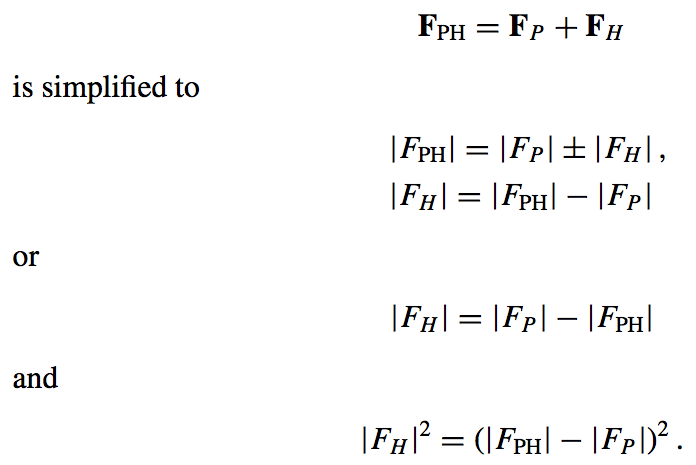 𝐅_PH = 𝐅_P + 𝐅_H
is simplified to
|F_PH| = |F_P| ± |F_H| ,
|F_H| = |F_PH| − |F_P|
or
|F_H| = |F_P| − |F_PH|
and
|F_H|² = (|F_PH| − |F_P|)² .